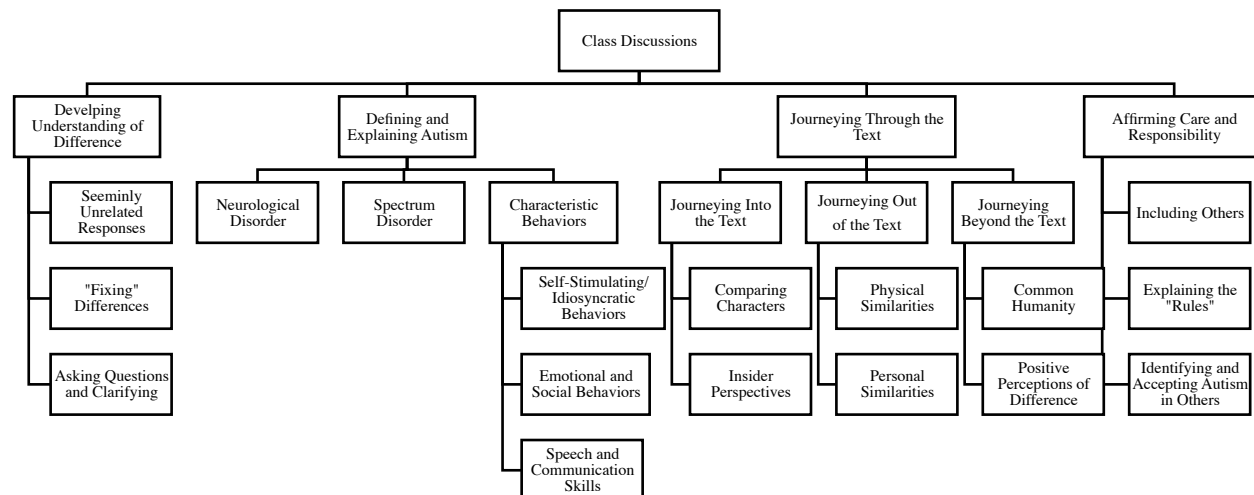 Class Discussions
Develping
Understanding of
Difference
Defining and
Explaining Autism
Journeying Through the
Text
Affirming Care and
Responsibility
Seeminly
Unrelated
Responses
Neurological
Disorder
Spectrum
Disorder
Characteristic
Behaviors
Journeying Into
the Text
Journeying Out
of the Text
Journeying
Beyond the Text
Including Others
"Fixing"
Differences
Self-Stimulating/
Idiosyncratic
Behaviors
Comparing
Characters
Physical
Similarities
Common
Humanity
Explaining the
"Rules"
Asking Questions
and Clarifying
Emotional and
Social Behaviors
Insider
Perspectives
Personal
Similarities
Positive
Perceptions of
Difference
Identifying and
Accepting Autism
in Others
Speech and
Communication
Skills